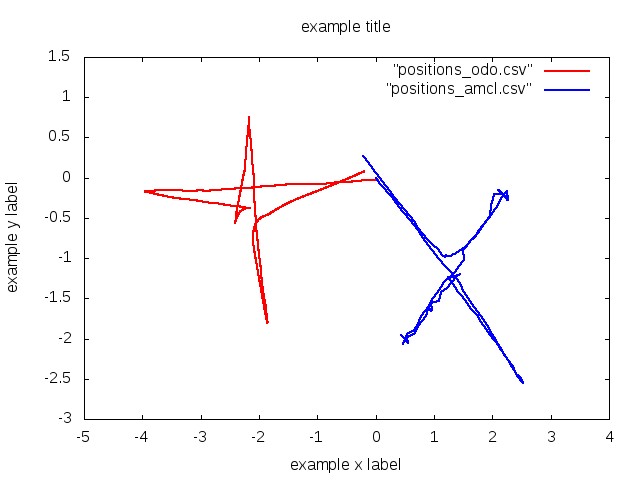 example title
"positions_odo.csv"
"positions_amcl.csv"
1.5
1
0.5
0
-0.5
-1
-1.5
-2
-2.5
-3
example y label
-5 -4 -3 -2 -1 0 1 2 3 4
example x label